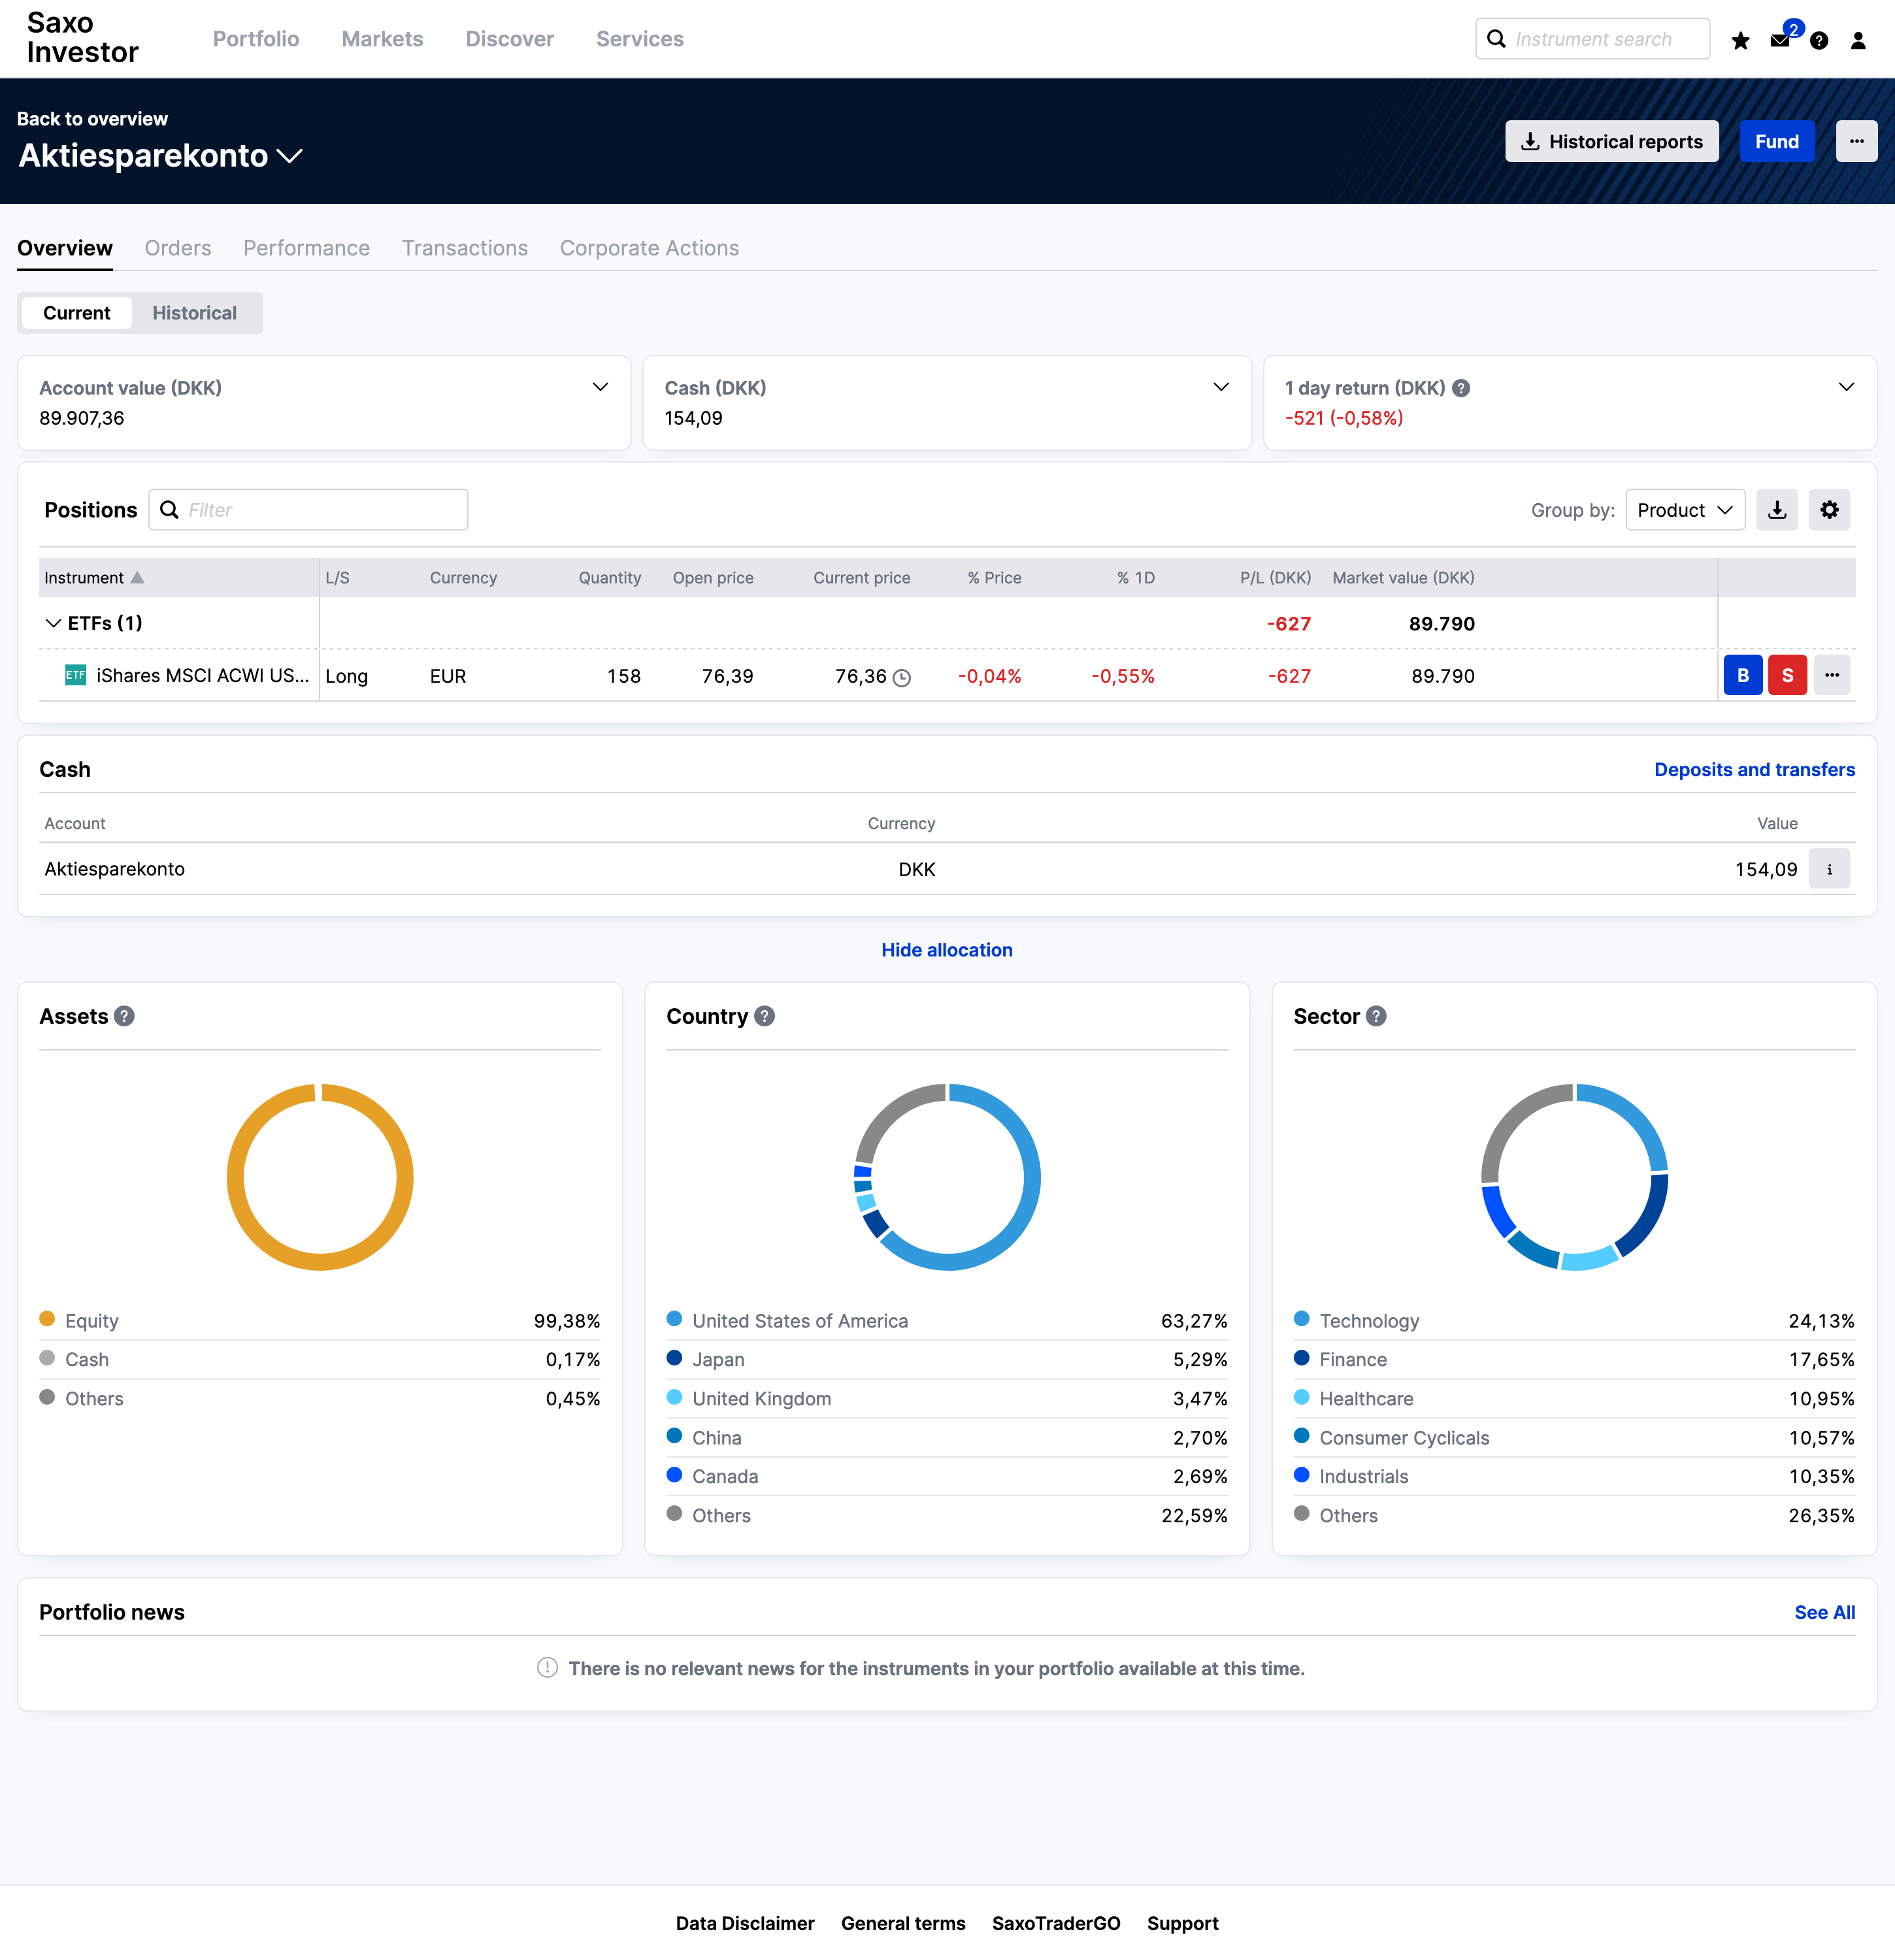 Saxo
Investor
Portfolio Markets Discover Services
Instrument search
2
Back to overview
Aktiesparekonto
Historical reports
Fund
Overview Orders Performance Transactions Corporate Actions
Current Historical
Account value (DKK)
89.907,36
Cash (DKK)
154,09
1 day return (DKK) ?
-521 (-0,58%)
Positions Filter Group by: Product
Instrument L/S Currency Quantity Open price Current price % Price % 1D P/L (DKK) Market value (DKK)
ETFs (1) -627 89.790
ETF iShares MSCI ACWI US... Long EUR 158 76,39 76,36 -0,04% -0,55% -627 89.790 B S
Cash Deposits and transfers
Account Currency Value
Aktiesparekonto DKK 154,09 i
Hide allocation
Assets ?
Equity 99,38%
Cash 0,17%
Others 0,45%
Country ?
United States of America 63,27%
Japan 5,29%
United Kingdom 3,47%
China 2,70%
Canada 2,69%
Others 22,59%
Sector ?
Technology 24,13%
Finance 17,65%
Healthcare 10,95%
Consumer Cyclicals 10,57%
Industrials 10,35%
Others 26,35%
Portfolio news See All
There is no relevant news for the instruments in your portfolio available at this time.
Data Disclaimer General terms SaxoTraderGO Support